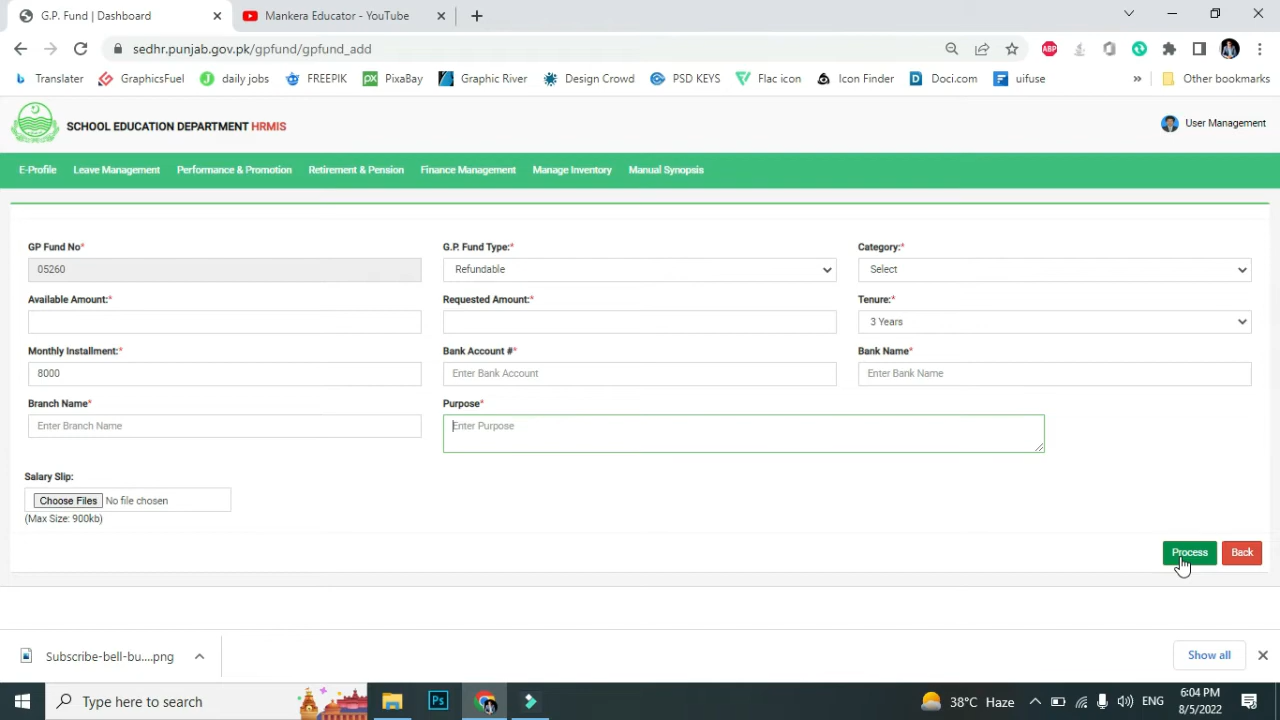 G.P. Fund | Dashboard
Mankera Educator - YouTube
sedhr.punjab.gov.pk/gpfund/gpfund_add
ABP
Translater
GraphicsFuel
daily jobs
FREEPIK
PixaBay
Graphic River
Design Crowd
PSD KEYS
Flac icon
Icon Finder
Doci.com
uifuse
»
Other bookmarks
SCHOOL EDUCATION DEPARTMENT HRMIS
User Management
E-Profile
Leave Management
Performance & Promotion
Retirement & Pension
Finance Management
Manage Inventory
Manual Synopsis
GP Fund No*
G.P. Fund Type:*
Category:*
05260
Refundable
Select
Available Amount:*
Requested Amount:*
Tenure:*
3 Years
Monthly Installment:*
Bank Account #*
Bank Name*
8000
Enter Bank Account
Enter Bank Name
Branch Name*
Purpose*
Enter Branch Name
Enter Purpose
Salary Slip:
Choose Files No file chosen
(Max Size: 900kb)
Process
Back
Subscribe-bell-bu....png
Show all
Type here to search
Ps
38°C Haze
ENG
6:04 PM
8/5/2022